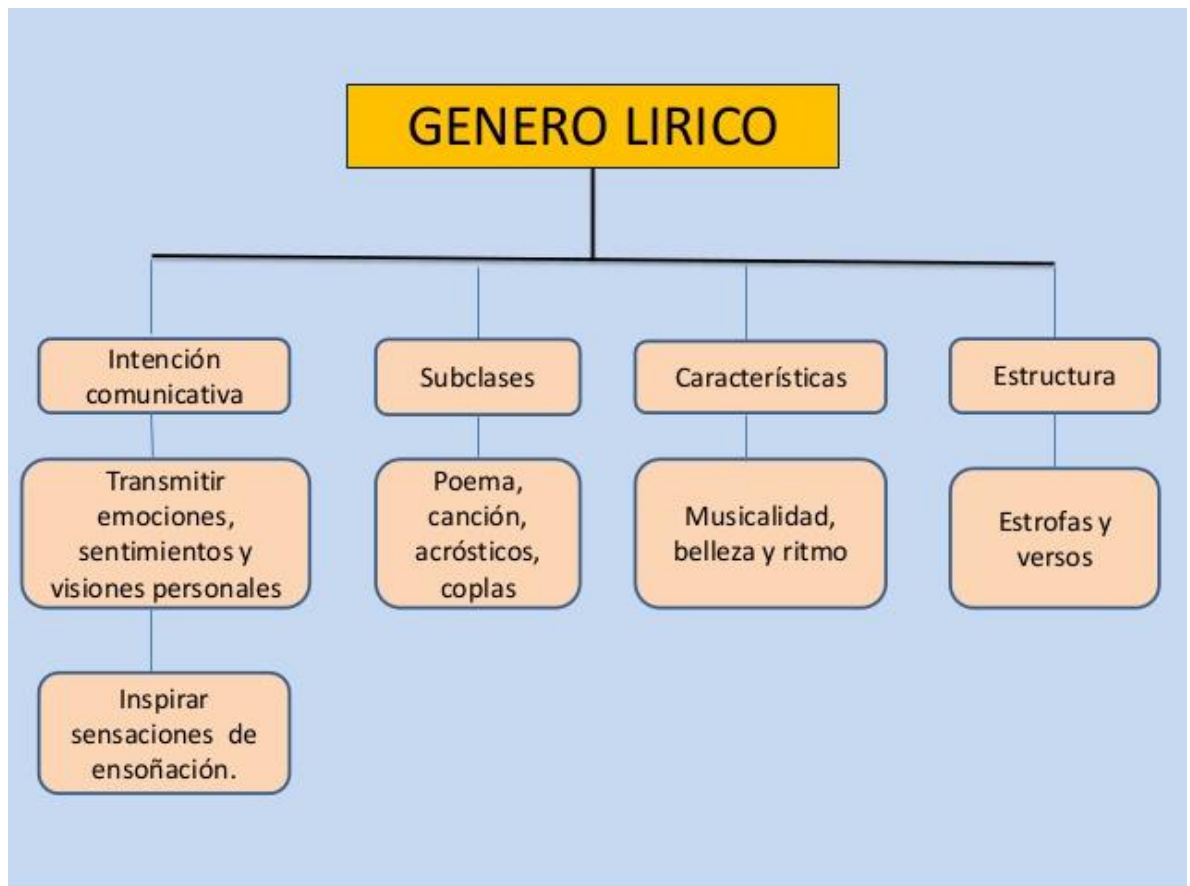 GENERO LIRICO
Intención
comunicativa
Transmitir
emociones,
sentimientos y
visiones personales
Inspirar
sensaciones de
ensoñación.
Subclases
Poema,
canción,
acrósticos,
coplas
Característícas
Musicalidad,
belleza y ritmo
Estructura
Estrofas y
versos